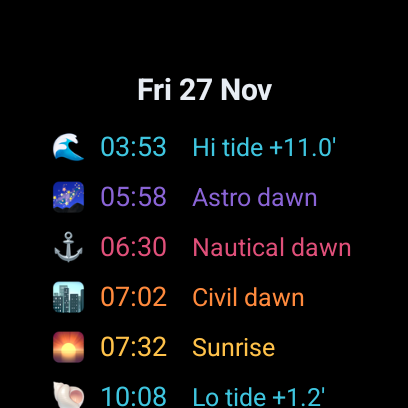 Fri 27 Nov
03:53 Hi tide +11.0'
05:58 Astro dawn
06:30 Nautical dawn
07:02 Civil dawn
07:32 Sunrise
10:08 Lo tide +1.2'